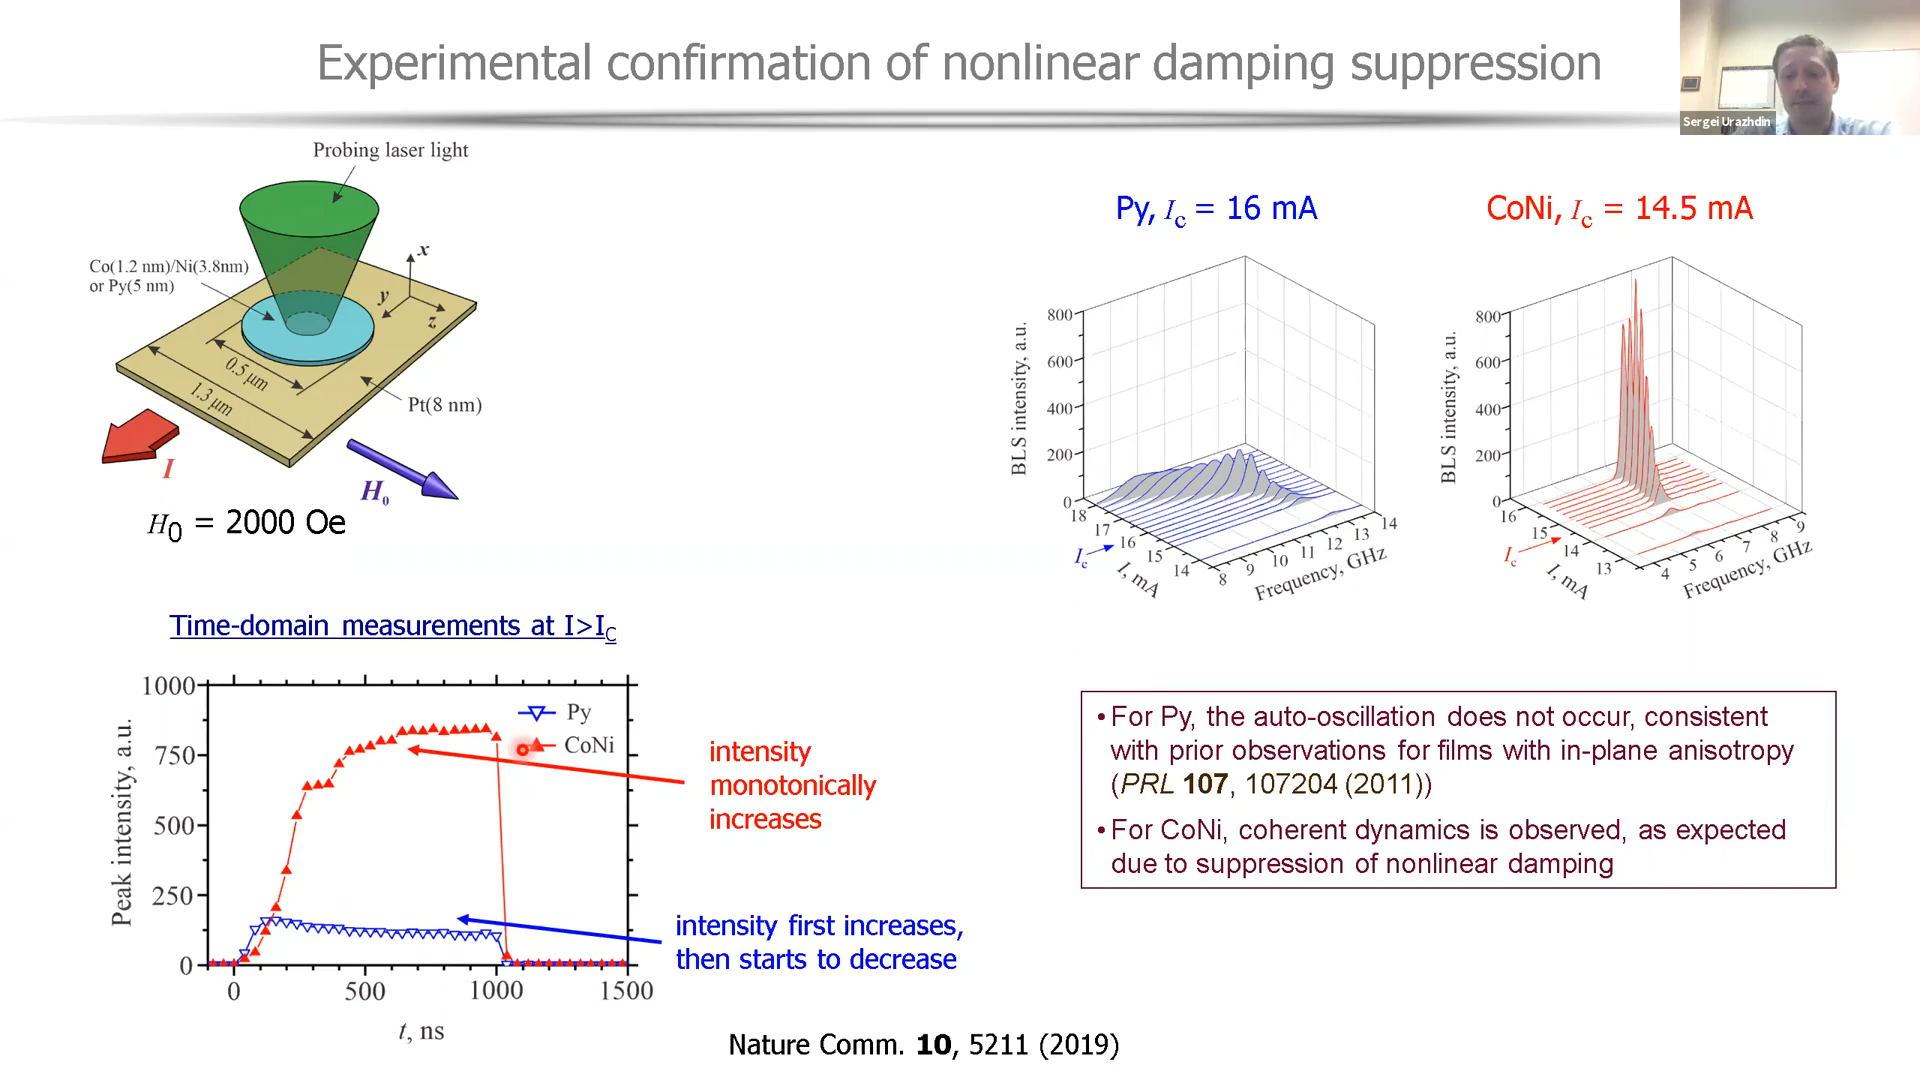 Experimental confirmation of nonlinear damping suppression
Sergei Urazhdin
Probing laser light
Co(1.2 nm)/Ni(3.8nm)
or Py(5 nm)
x
y
z
0.5 μm
1.3 μm
Pt(8 nm)
I
H0
H0 = 2000 Oe
Py, Ic = 16 mA
BLS intensity, a.u.
800
600
400
200
0
18
17
16
15
14
Ic
I, mA
8
9
10
11
12
13
14
Frequency, GHz
CoNi, Ic = 14.5 mA
BLS intensity, a.u.
800
600
400
200
0
16
15
14
13
Ic
I, mA
4
5
6
7
8
9
Frequency, GHz
Time-domain measurements at I>IC
Peak intensity, a.u.
1000
750
500
250
0
0
500
1000
1500
t, ns
Py
CoNi
intensity
monotonically
increases
intensity first increases,
then starts to decrease
• For Py, the auto-oscillation does not occur, consistent
with prior observations for films with in-plane anisotropy
(PRL 107, 107204 (2011))
• For CoNi, coherent dynamics is observed, as expected
due to suppression of nonlinear damping
Nature Comm. 10, 5211 (2019)